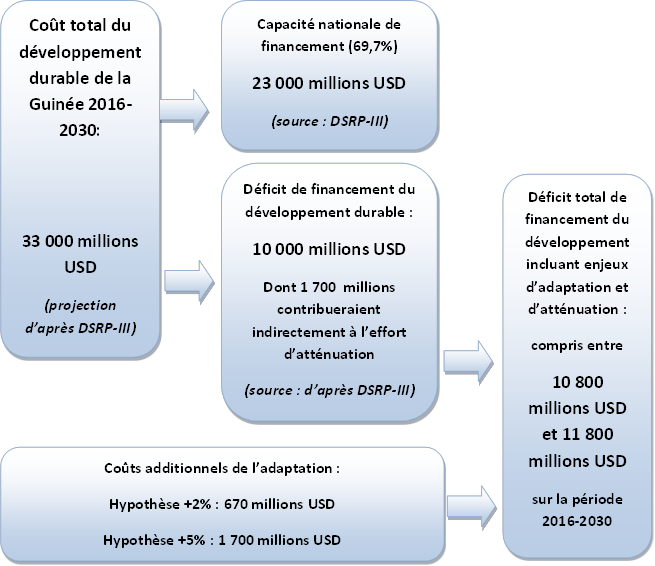 Coût total du
développement
durable de la
Guinée 2016-
2030:
33 000 millions
USD
(projection
d’après DSRP-III)
Capacité nationale de
financement (69,7%)
23 000 millions USD
(source : DSRP-III)
Déficit de financement du
développement durable :
10 000 millions USD
Dont 1 700 millions
contribueraient
indirectement à l’effort
d’atténuation
(source : d’après DSRP-III)
Coûts additionnels de l’adaptation :
Hypothèse +2% : 670 millions USD
Hypothèse +5% : 1 700 millions USD
Déficit total de
financement du
développement
incluant enjeux
d’adaptation et
d’atténuation :
compris entre
10 800
millions USD
et 11 800
millions USD
sur la période
2016-2030